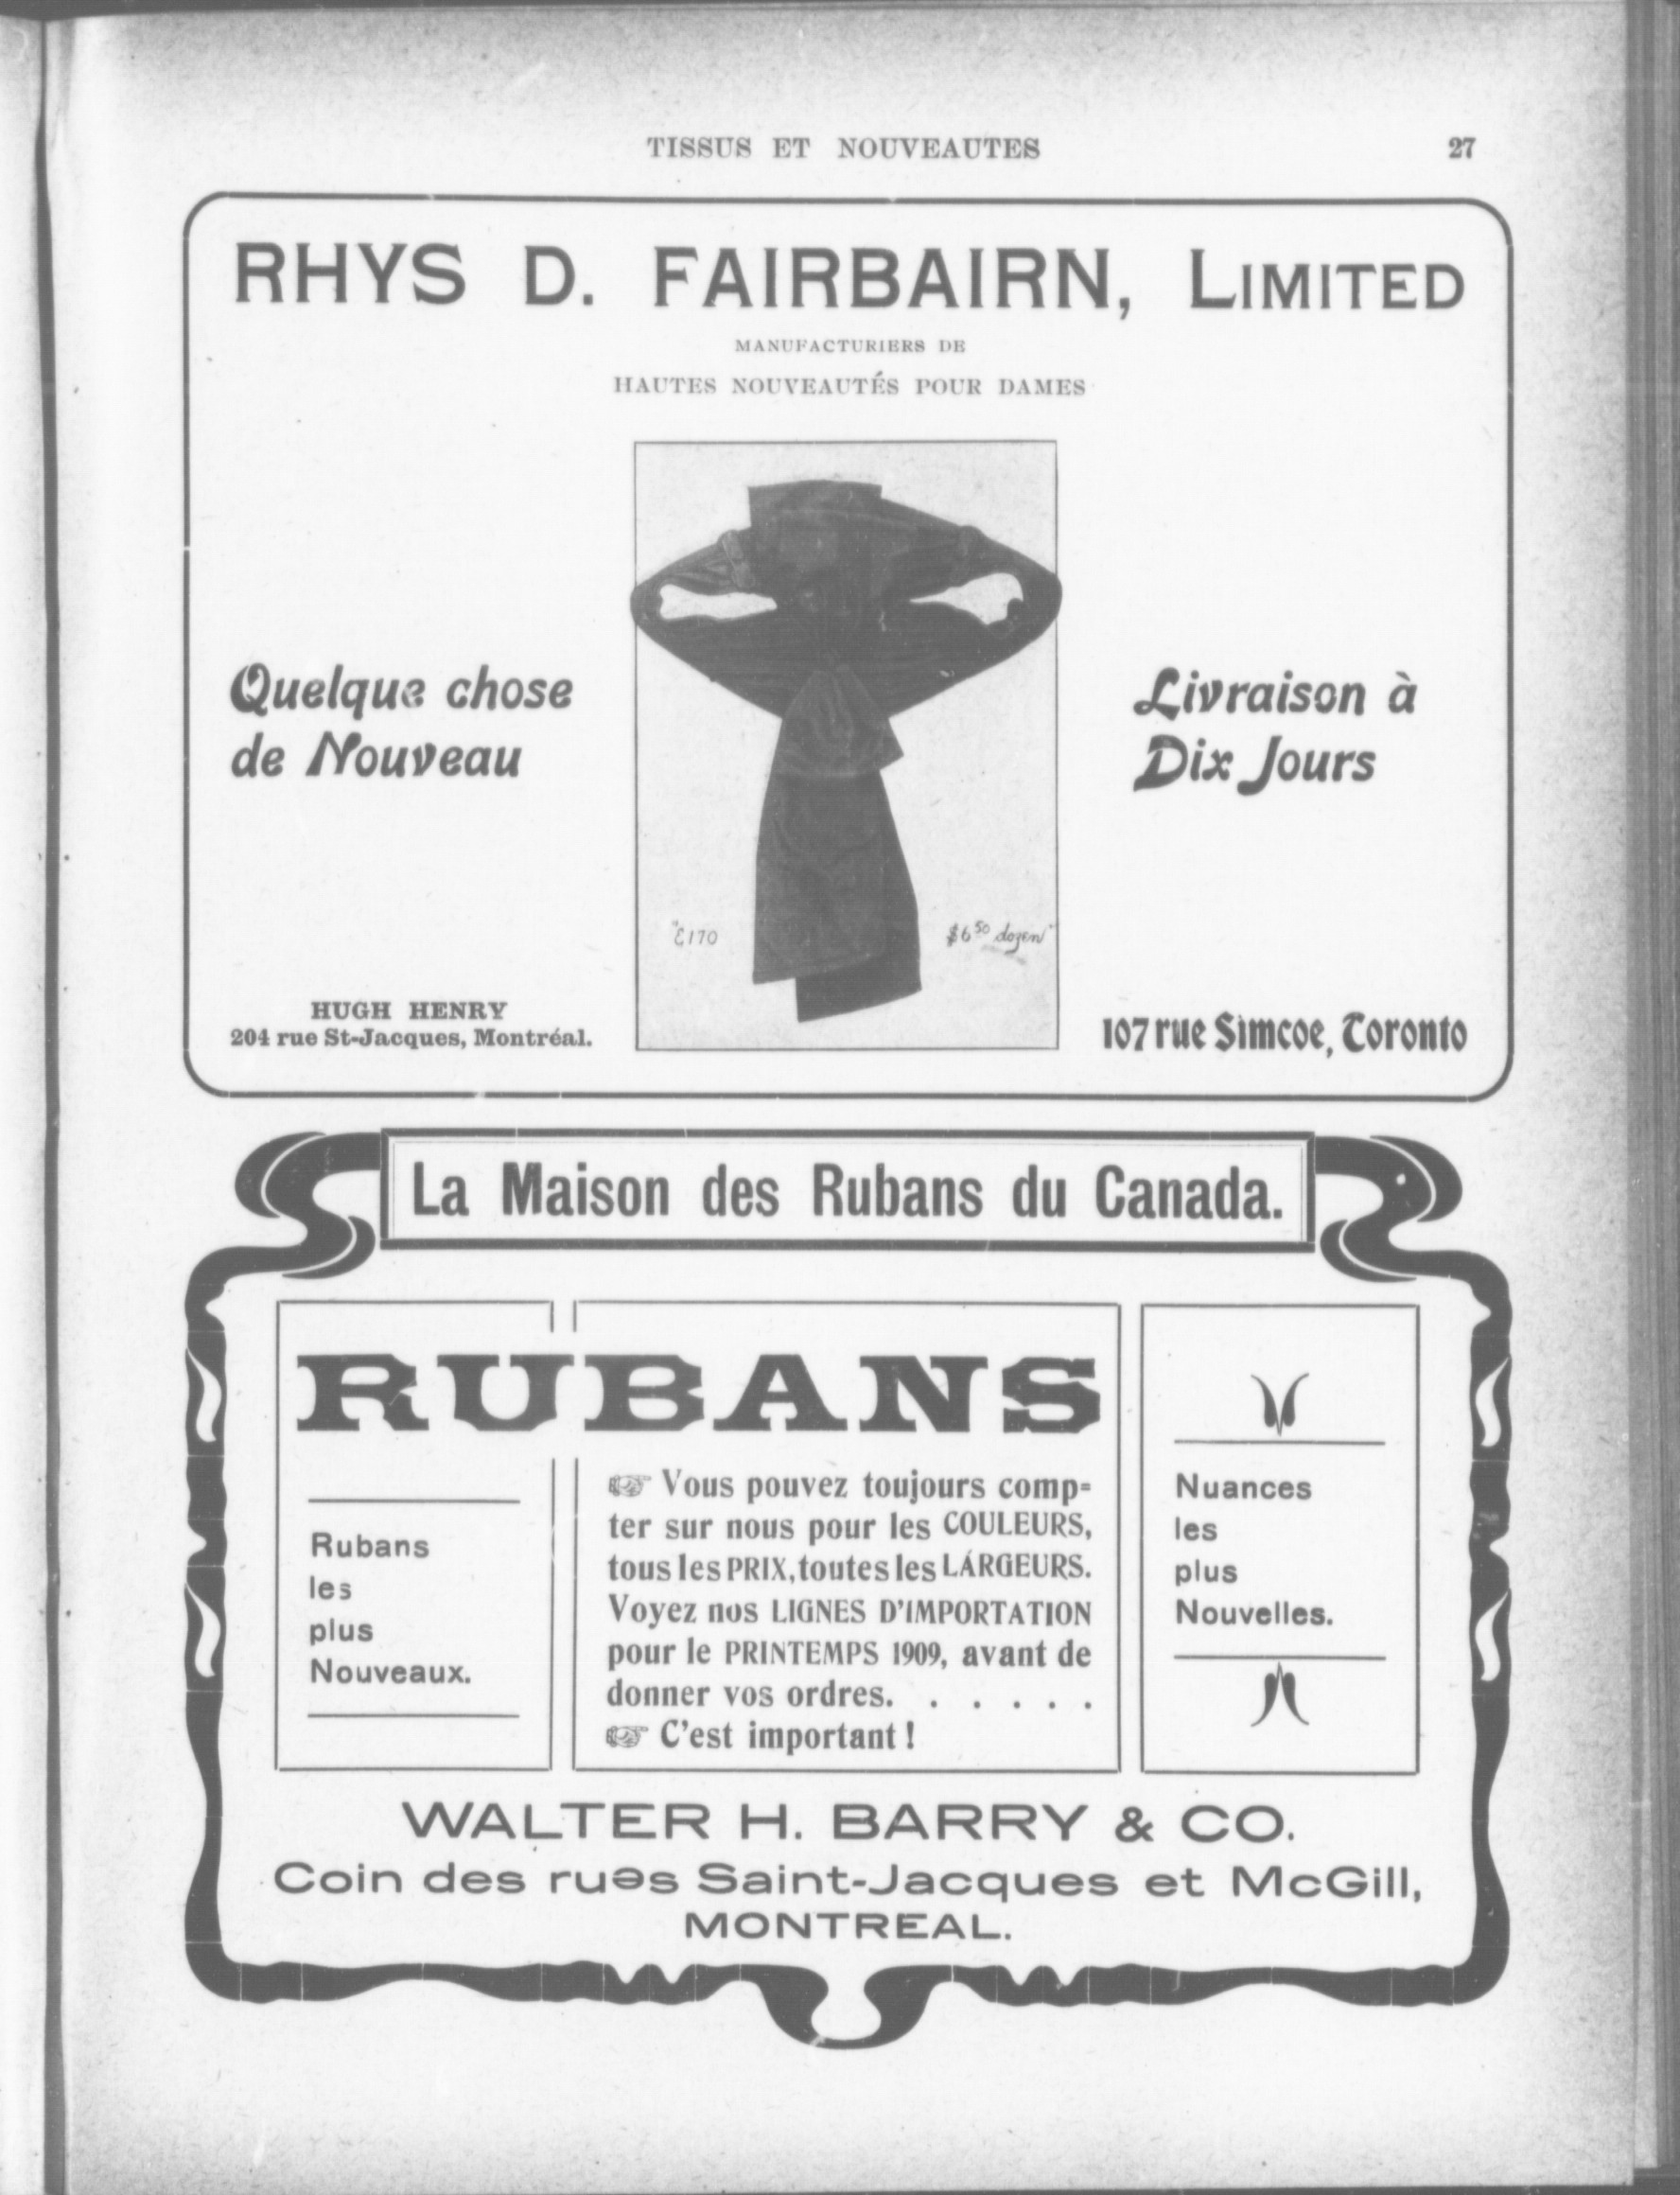 TISSUS ET NOUVEAUTES 27
RHYS D. FAIRBAIRN, LIMITED
MANUFACTURIERS DE
HAUTES NOUVEAUTÉS POUR DAMES
Quelque chose
de Nouveau
Livraison à
Dix Jours
"E170
$6 50 dozen"
HUGH HENRY
204 rue St-Jacques, Montréal.
107 rue Simcoe, Toronto
La Maison des Rubans du Canada.
RUBANS
Rubans
les
plus
Nouveaux.
☞ Vous pouvez toujours comp-
ter sur nous pour les COULEURS,
tous les PRIX, toutes les LÁRGEURS.
Voyez nos LIGNES D'IMPORTATION
pour le PRINTEMPS 1909, avant de
donner vos ordres. . . . . .
☞ C'est important !
Nuances
les
plus
Nouvelles.
WALTER H. BARRY & CO.
Coin des rues Saint-Jacques et McGill,
MONTREAL.